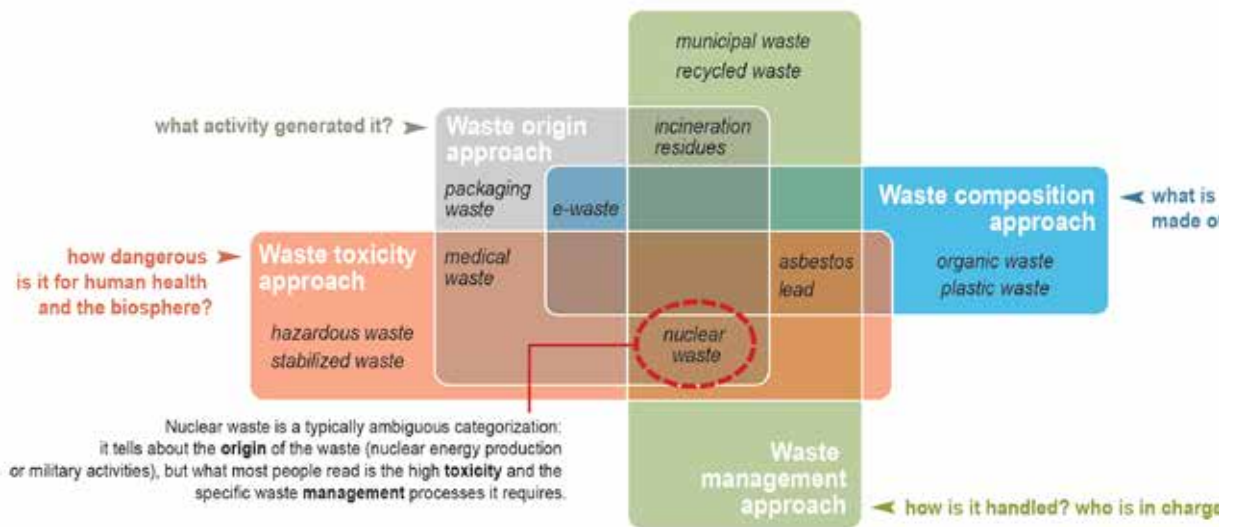 municipal waste
recycled waste
what activity generated it?
Waste origin
approach
incineration
residues
packaging
waste
e-waste
Waste composition
approach
what is
made
how dangerous
is it for human health
and the biosphere?
Waste toxicity
approach
medical
waste
asbestos
lead
organic waste
plastic waste
hazardous waste
stabilized waste
nuclear
waste
Nuclear waste is a typically ambiguous categorization:
it tells about the origin of the waste (nuclear energy production
or military activities), but what most people read is the high toxicity and the
specific waste management processes it requires.
Waste
management
approach
how is it handled? who is in charge